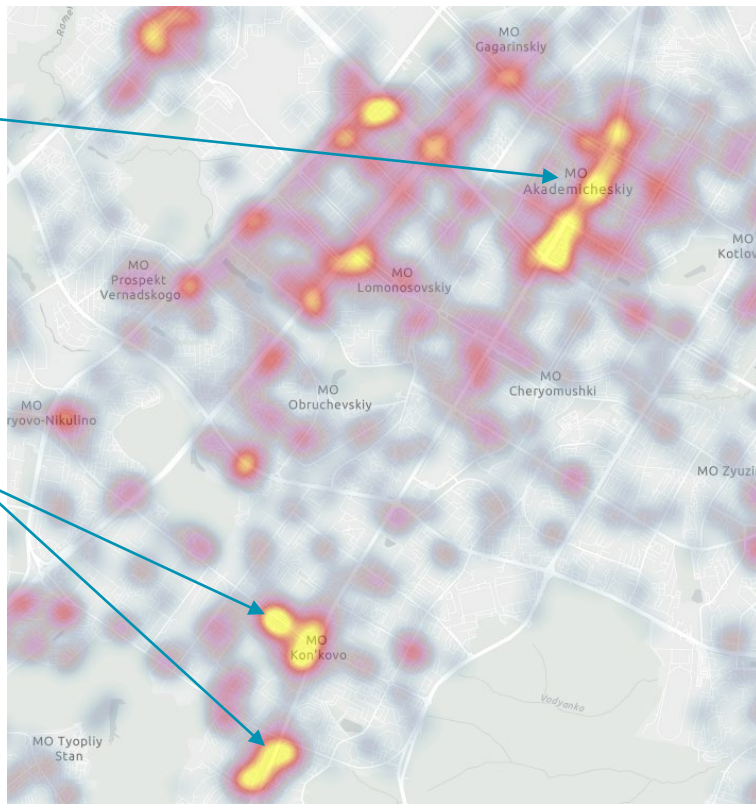 MO
Gagarinskiy
MO
Akademicheskiy
MO
Prospekt
Vernadskogo
MO
Lomonosovskiy
MO
Obruchevskiy
MO
Cheryomushki
MO
ryovo-Nikulino
MO Zyuzi
MO
Kon'kovo
Vodyanka
MO Tyopliy
Stan
MO
Kotlov